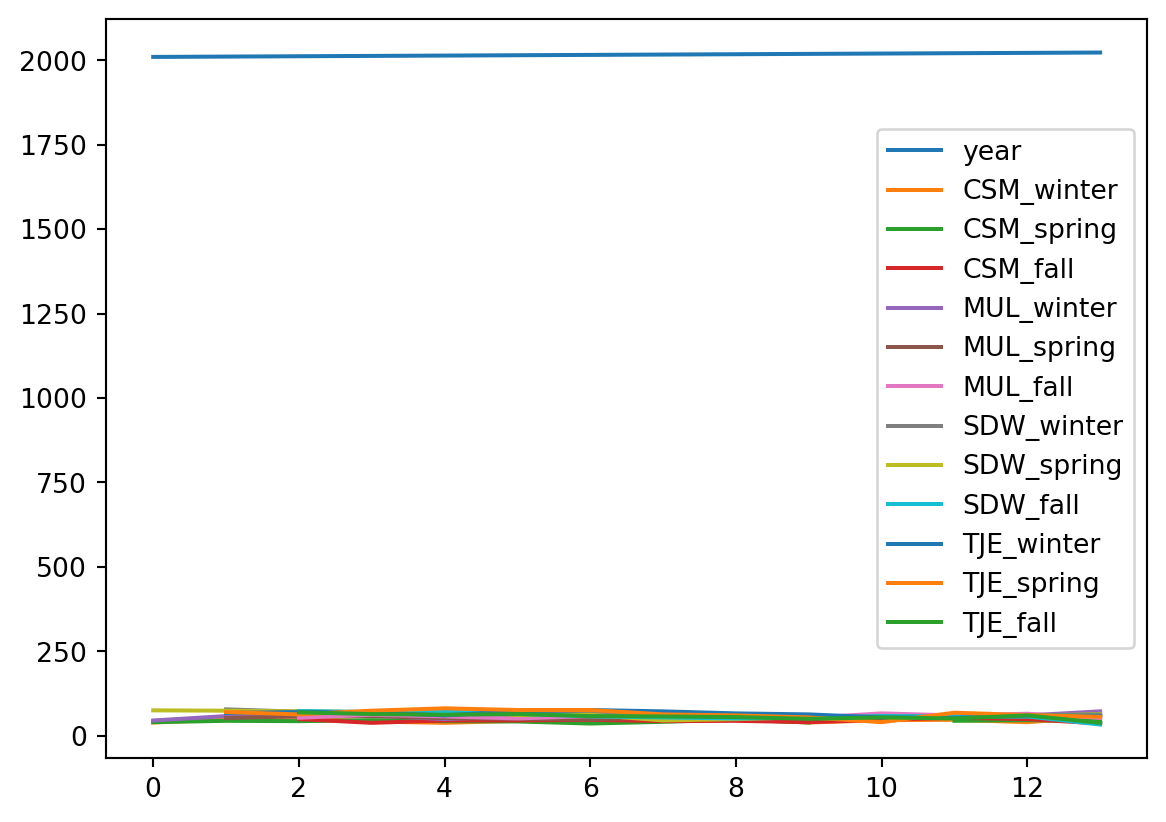 2000
1750
1500
1250
1000
750
500
250
0
year
CSM_winter
CSM_spring
CSM_fall
MUL_winter
MUL_spring
MUL_fall
SDW_winter
SDW_spring
SDW_fall
TJE_winter
TJE_spring
TJE_fall
0 2 4 6 8 10 12